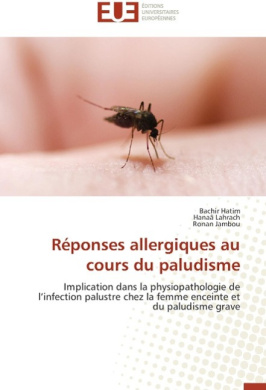 EUE
ÉDITIONS
UNIVERSITAIRES
EUROPÉENNES
Bachir Hatim
Hanaâ Lahrach
Ronan Jambou
Réponses allergiques au
cours du paludisme
Implication dans la physiopathologie de
l'infection palustre chez la femme enceinte et
du paludisme grave